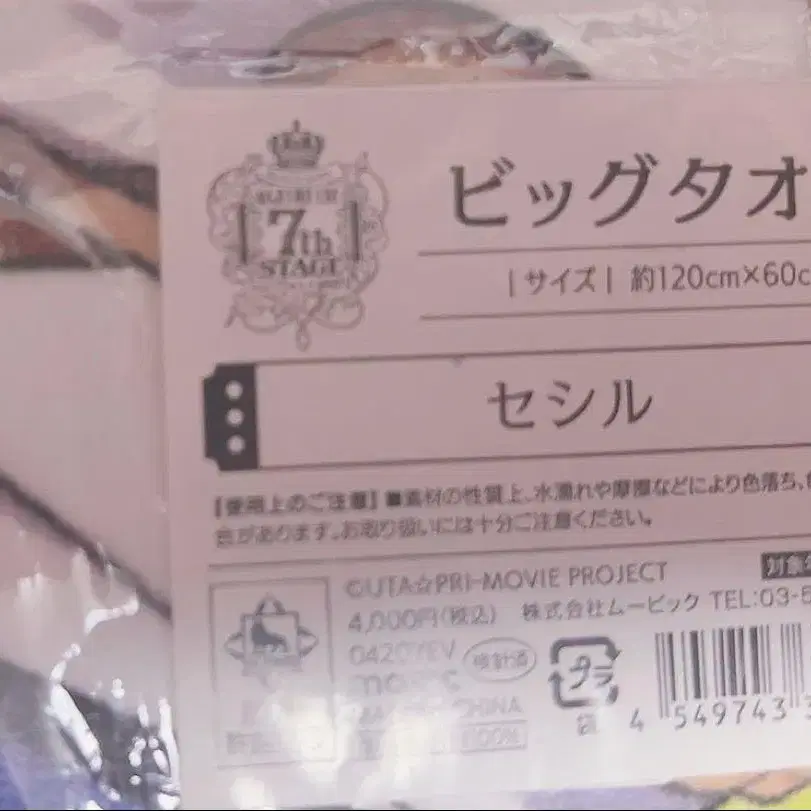 7th
STAGE
ビッグタオ
|サイズ| 約120cm×60c
セシル
【使用上のご注意】■素材の性質上、水濡れや摩擦などにより色落ち、
色があります。お取り扱いには十分ご注意ください。
©UTA☆PRI-MOVIE PROJECT
4,000円(税込) 株式会社ムービック TEL:03-
プラ
CHINA
100%
4 549743